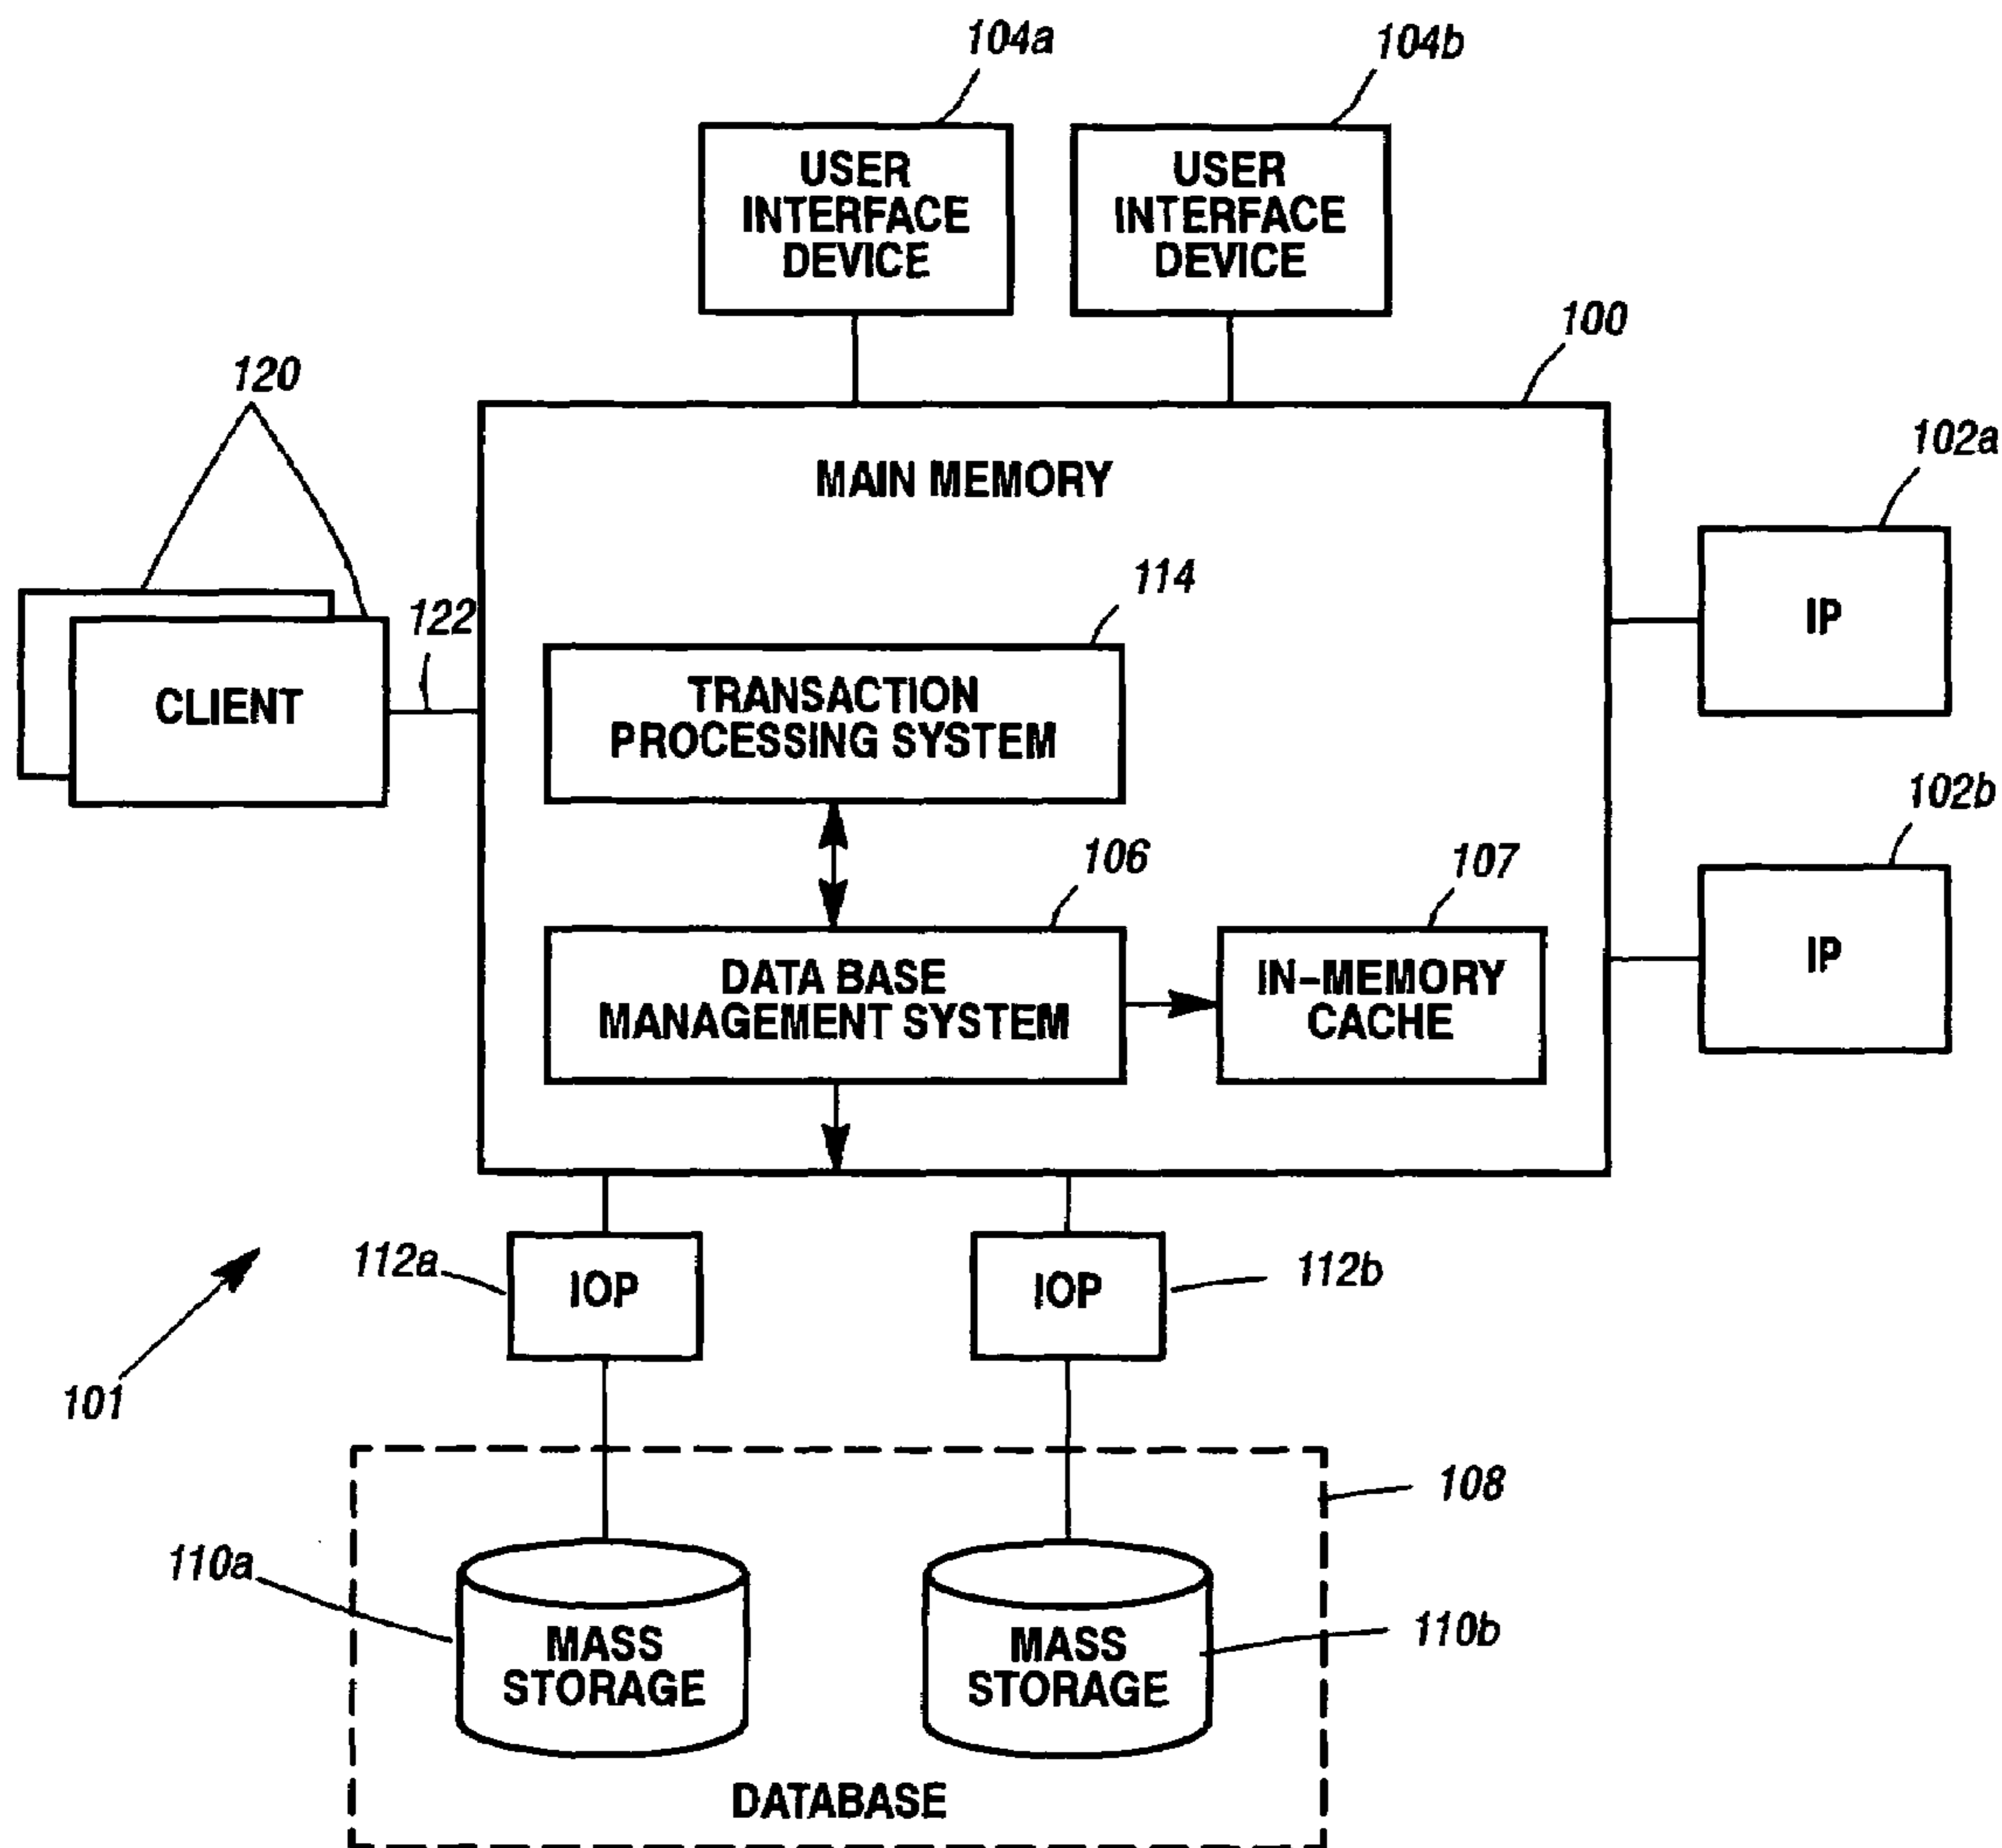 104a
104b
USER
INTERFACE
DEVICE
USER
INTERFACE
DEVICE
100
120
MAIN MEMORY
102a
IP
114
122
CLIENT
TRANSACTION
PROCESSING SYSTEM
102b
IP
106
107
DATA BASE
MANAGEMENT SYSTEM
IN-MEMORY
CACHE
112a
IOP
IOP
112b
101
108
110a
MASS
STORAGE
MASS
STORAGE
110b
DATABASE